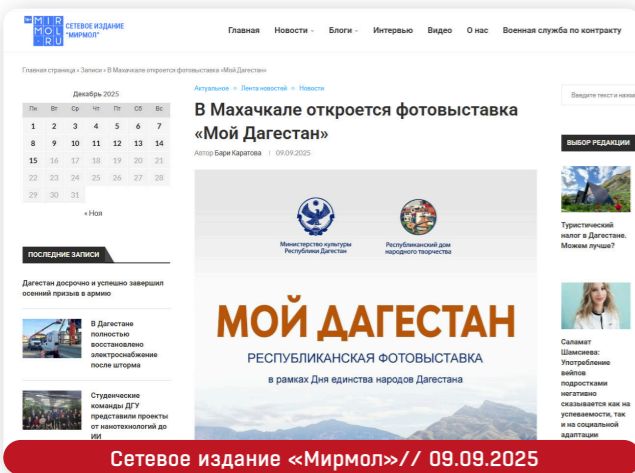 18+
MIR
MOL
.RU
СЕТЕВОЕ ИЗДАНИЕ
"МИРМОЛ"
Главная Новости Блоги Интервью Видео О нас Военная служба по контракту
Главная страница » Записи » В Махачкале откроется фотовыставка «Мой Дагестан»
Декабрь 2025
Пн Вт Ср Чт Пт Сб Вс
1 2 3 4 5 6 7
8 9 10 11 12 13 14
15 16 17 18 19 20 21
22 23 24 25 26 27 28
29 30 31
« Ноя
ПОСЛЕДНИЕ ЗАПИСИ
Дагестан досрочно и успешно завершил
осенний призыв в армию
В Дагестане
полностью
восстановлено
электроснабжение
после шторма
Студенческие
команды ДГУ
представили проекты
от нанотехнологий до
ИИ
Актуальное Лента новостей Новости
В Махачкале откроется фотовыставка
«Мой Дагестан»
Автор Бари Каратова | 09.09.2025
Министерство культуры
Республики Дагестан
Республиканский дом
народного творчества
МОЙ ДАГЕСТАН
РЕСПУБЛИКАНСКАЯ ФОТОВЫСТАВКА
в рамках Дня единства народов Дагестана
Введите текст и нажм
ВЫБОР РЕДАКЦИИ
Туристический
налог в Дагестане.
Можем лучше?
Саламат
Шамсиева:
Употребление
вейпов
подростками
негативно
сказывается как на
успеваемости, так
и на социальной
адаптации
Сетевое издание «Мирмол»// 09.09.2025